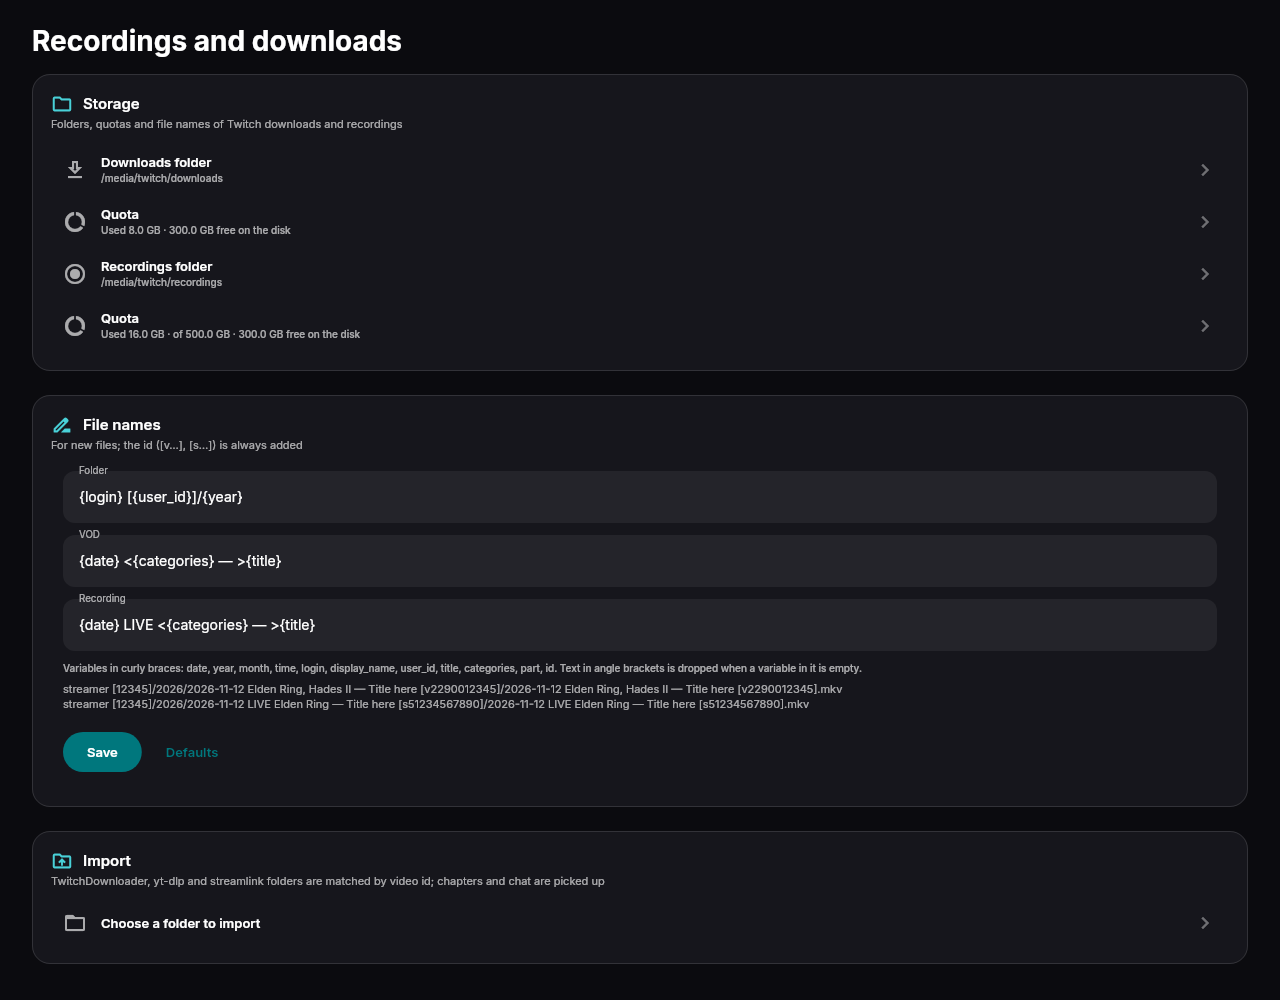 Recordings and downloads
Storage
Folders, quotas and file names of Twitch downloads and recordings
Downloads folder
/media/twitch/downloads
Quota
Used 8.0 GB · 300.0 GB free on the disk
Recordings folder
/media/twitch/recordings
Quota
Used 16.0 GB · of 500.0 GB · 300.0 GB free on the disk
File names
For new files; the id ([v...], [s...]) is always added
Folder
{login} [{user_id}]/{year}
VOD
{date} <{categories} — >{title}
Recording
{date} LIVE <{categories} — >{title}
Variables in curly braces: date, year, month, time, login, display_name, user_id, title, categories, part, id. Text in angle brackets is dropped when a variable in it is empty.
streamer [12345]/2026/2026-11-12 Elden Ring, Hades II — Title here [v2290012345]/2026-11-12 Elden Ring, Hades II — Title here [v2290012345].mkv
streamer [12345]/2026/2026-11-12 LIVE Elden Ring — Title here [s51234567890]/2026-11-12 LIVE Elden Ring — Title here [s51234567890].mkv
Save
Defaults
Import
TwitchDownloader, yt-dlp and streamlink folders are matched by video id; chapters and chat are picked up
Choose a folder to import